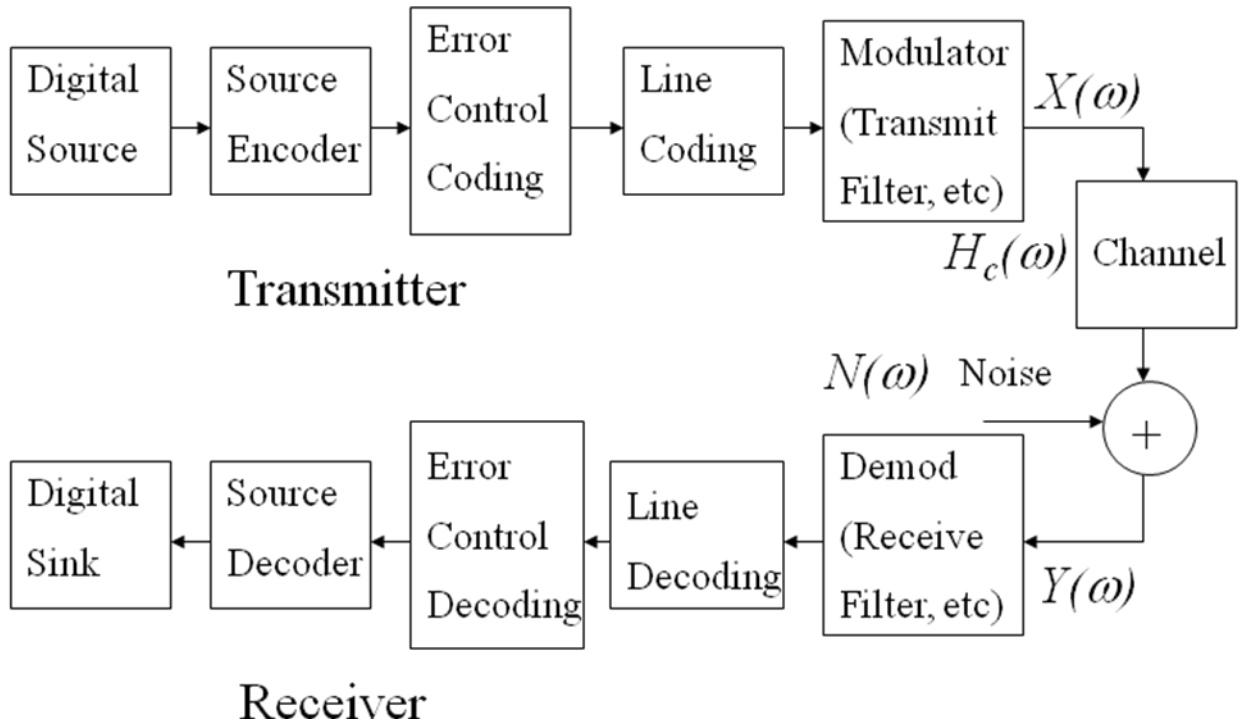 Digital
Source
Source
Encoder
Error
Control
Coding
Line
Coding
Modulator
(Transmit
Filter, etc)
X(ω)
H_c(ω)
Channel
Transmitter
N(ω) Noise
+
Digital
Sink
Source
Decoder
Error
Control
Decoding
Line
Decoding
Demod
(Receive
Filter, etc)
Y(ω)
Receiver